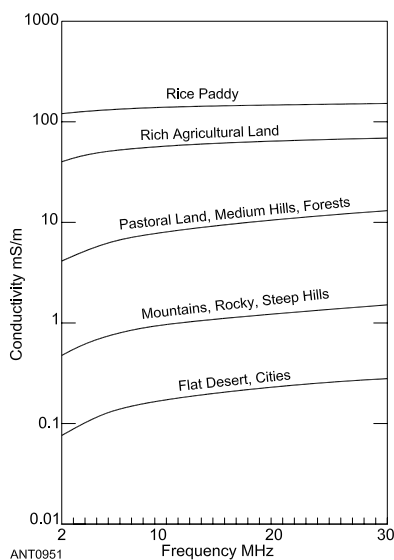 1000
Rice Paddy
100
Rich Agricultural Land
10
Pastoral Land, Medium Hills, Forests
Conductivity mS/m
1
Mountains, Rocky, Steep Hills
Flat Desert, Cities
0.1
0.01
2
10
20
30
ANT0951
Frequency MHz